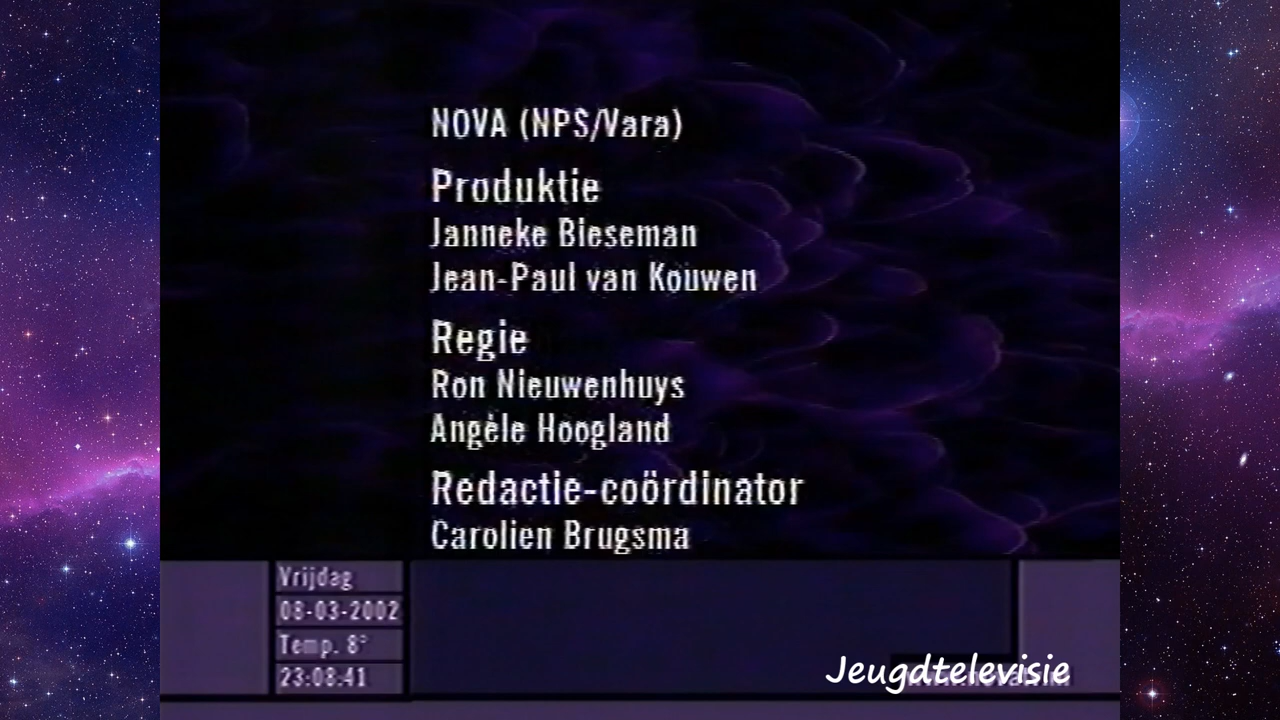 NOVA (NPS/Vara)
Produktie
Janneke Bieseman
Jean-Paul van Kouwen
Regie
Ron Nieuwenhuys
Angèle Hoogland
Redactie-coördinator
Carolien Brugsma
Vrijdag
08-03-2002
Temp. 8°
23:08:41
Jeugdtelevisie